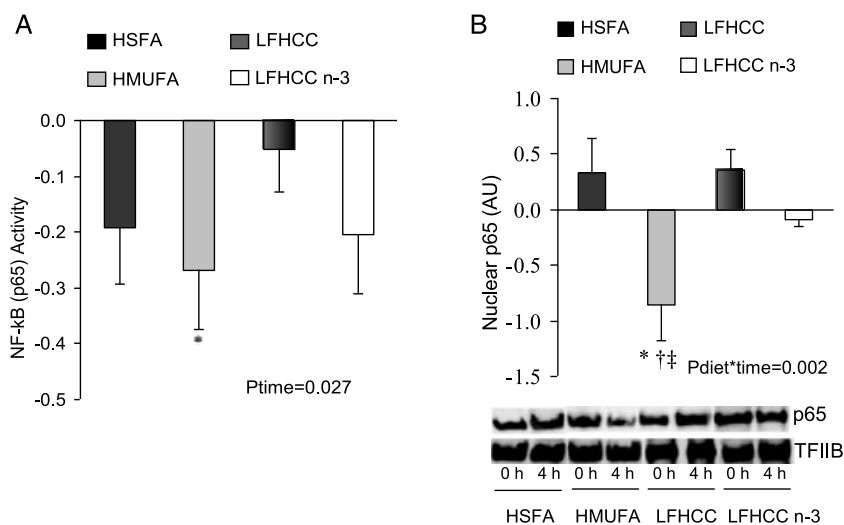 A
HSFA
LFHCC
HMUFA
LFHCC n-3
NF-kB (p65) Activity
0.0
-0.1
-0.2
-0.3
-0.4
-0.5
*
Ptime=0.027
B
HSFA
LFHCC
HMUFA
LFHCC n-3
Nuclear p65 (AU)
1.0
0.5
0.0
-0.5
-1.0
-1.5
* †‡
Pdiet*time=0.002
p65
TFIIB
0 h 4 h 0 h 4 h 0 h 4 h 0 h 4 h
HSFA HMUFA LFHCC LFHCC n-3